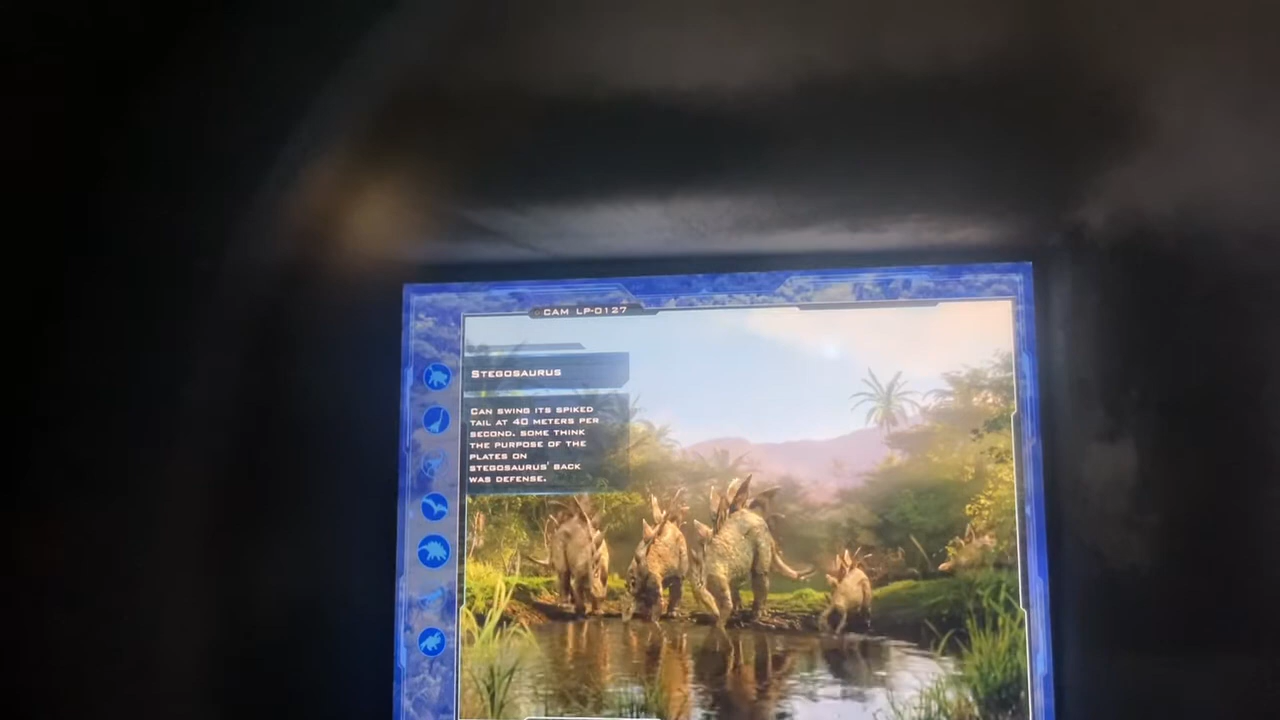 CAM LP-0127
STEGOSAURUS
CAN SWING ITS SPIKED
TAIL AT 40 METERS PER
SECOND. SOME THINK
THE PURPOSE OF THE
PLATES ON
STEGOSAURUS' BACK
WAS DEFENSE.